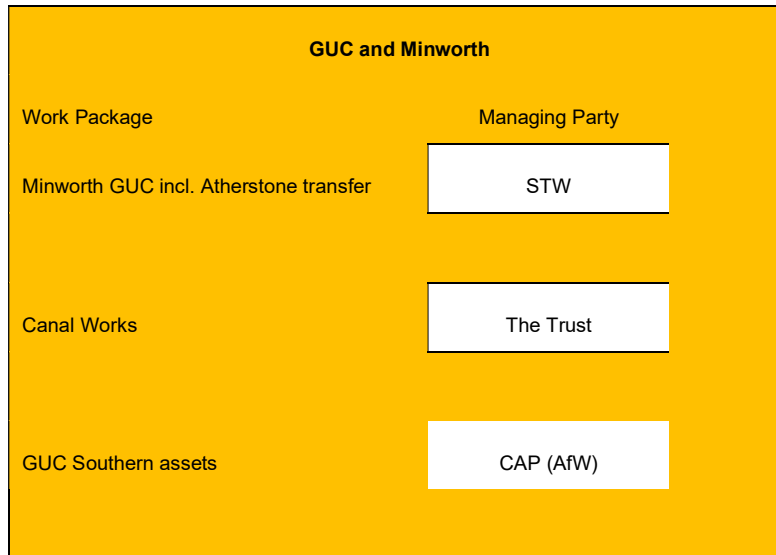 GUC and Minworth
Work Package Managing Party
Minworth GUC incl. Atherstone transfer STW
Canal Works The Trust
GUC Southern assets CAP (AfW)